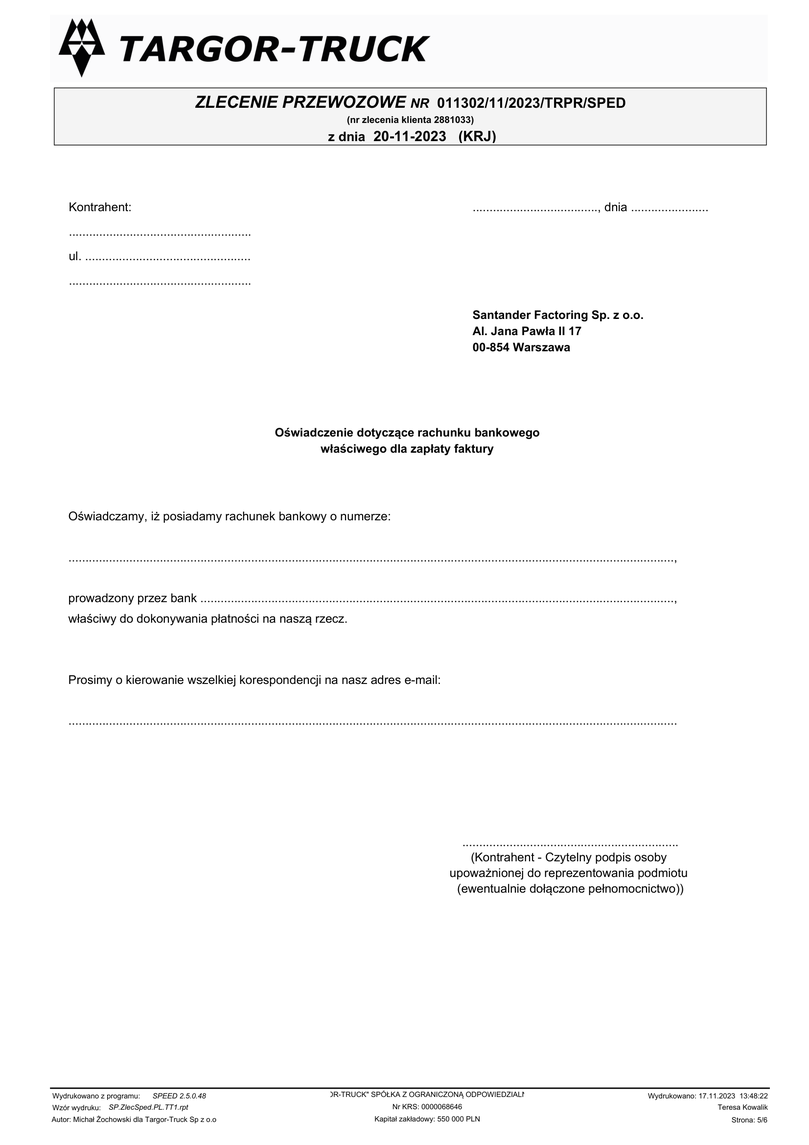 TARGOR-TRUCK
ZLECENIE PRZEWOZOWE NR 011302/11/2023/TRPR/SPED
(nr zlecenia klienta 2881033)
z dnia 20-11-2023 (KRJ)
Kontrahent:
......................................, dnia .......................
.......................................................
ul. ..................................................
.......................................................
Santander Factoring Sp. z o.o.
Al. Jana Pawła II 17
00-854 Warszawa
Oświadczenie dotyczące rachunku bankowego
właściwego dla zapłaty faktury
Oświadczamy, iż posiadamy rachunek bankowy o numerze:
......................................................................................................................................................................................,
prowadzony przez bank ..............................................................................................................................................,
właściwy do dokonywania płatności na naszą rzecz.
Prosimy o kierowanie wszelkiej korespondencji na nasz adres e-mail:
......................................................................................................................................................................................
.................................................................
(Kontrahent - Czytelny podpis osoby
upoważnionej do reprezentowania podmiotu
(ewentualnie dołączone pełnomocnictwo))
Wydrukowano z programu: SPEED 2.5.0.48
Wzór wydruku: SP.ZlecSped.PL.TT1.rpt
Autor: Michał Żochowski dla Targor-Truck Sp z o.o
OR-TRUCK" SPÓŁKA Z OGRANICZONĄ ODPOWIEDZIALN
Nr KRS: 0000068646
Kapitał zakładowy: 550 000 PLN
Wydrukowano: 17.11.2023 13:48:22
Teresa Kowalik
Strona: 5/6